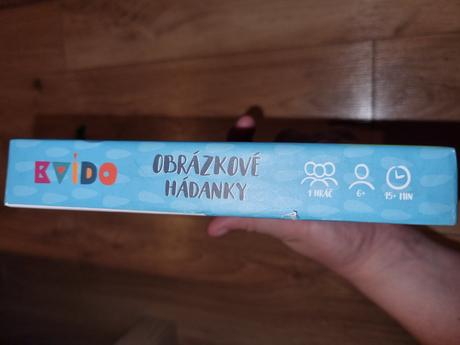 KVÍDO
OBRÁZKOVÉ
HÁDANKY
1 HRÁČ
6+
15+ MIN